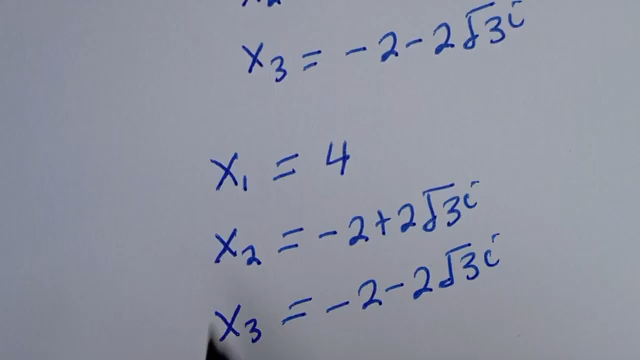 x₃ = -2-2√3i
x₁ = 4
x₂ = -2+2√3i
x₃ = -2-2√3i